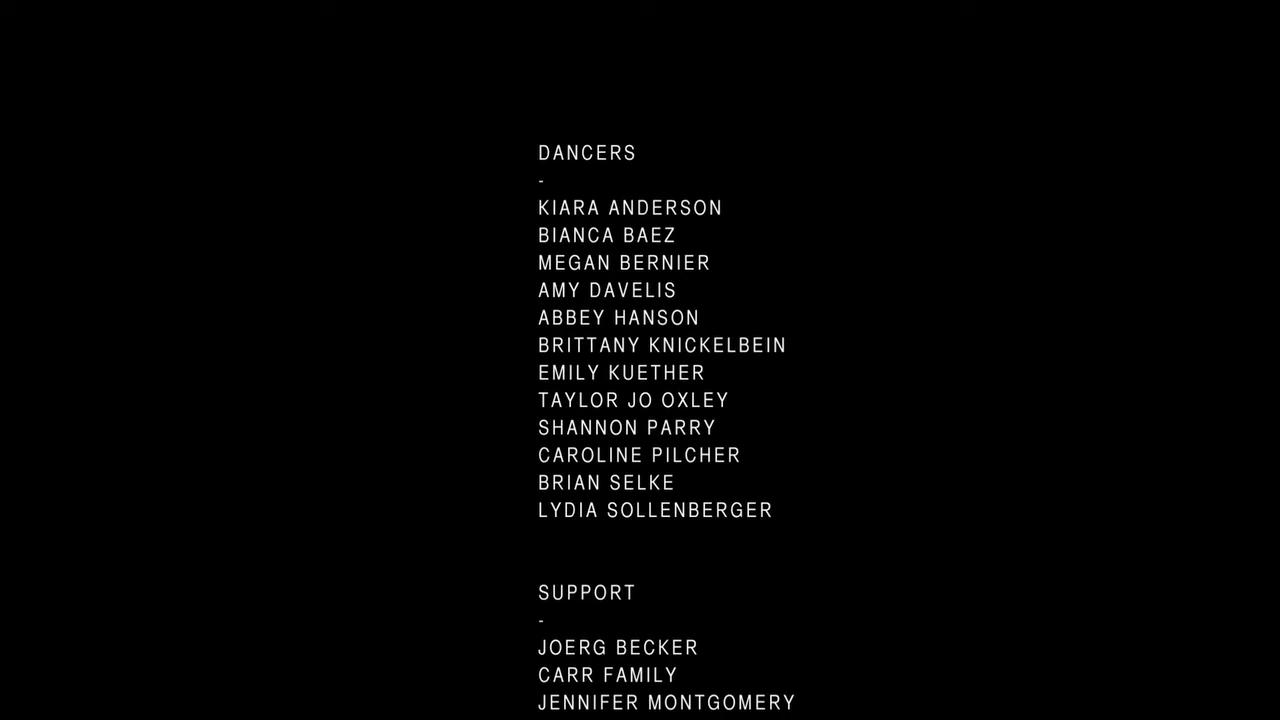 DANCERS
-
KIARA ANDERSON
BIANCA BAEZ
MEGAN BERNIER
AMY DAVELIS
ABBEY HANSON
BRITTANY KNICKELBEIN
EMILY KUETHER
TAYLOR JO OXLEY
SHANNON PARRY
CAROLINE PILCHER
BRIAN SELKE
LYDIA SOLLENBERGER
SUPPORT
-
JOERG BECKER
CARR FAMILY
JENNIFER MONTGOMERY